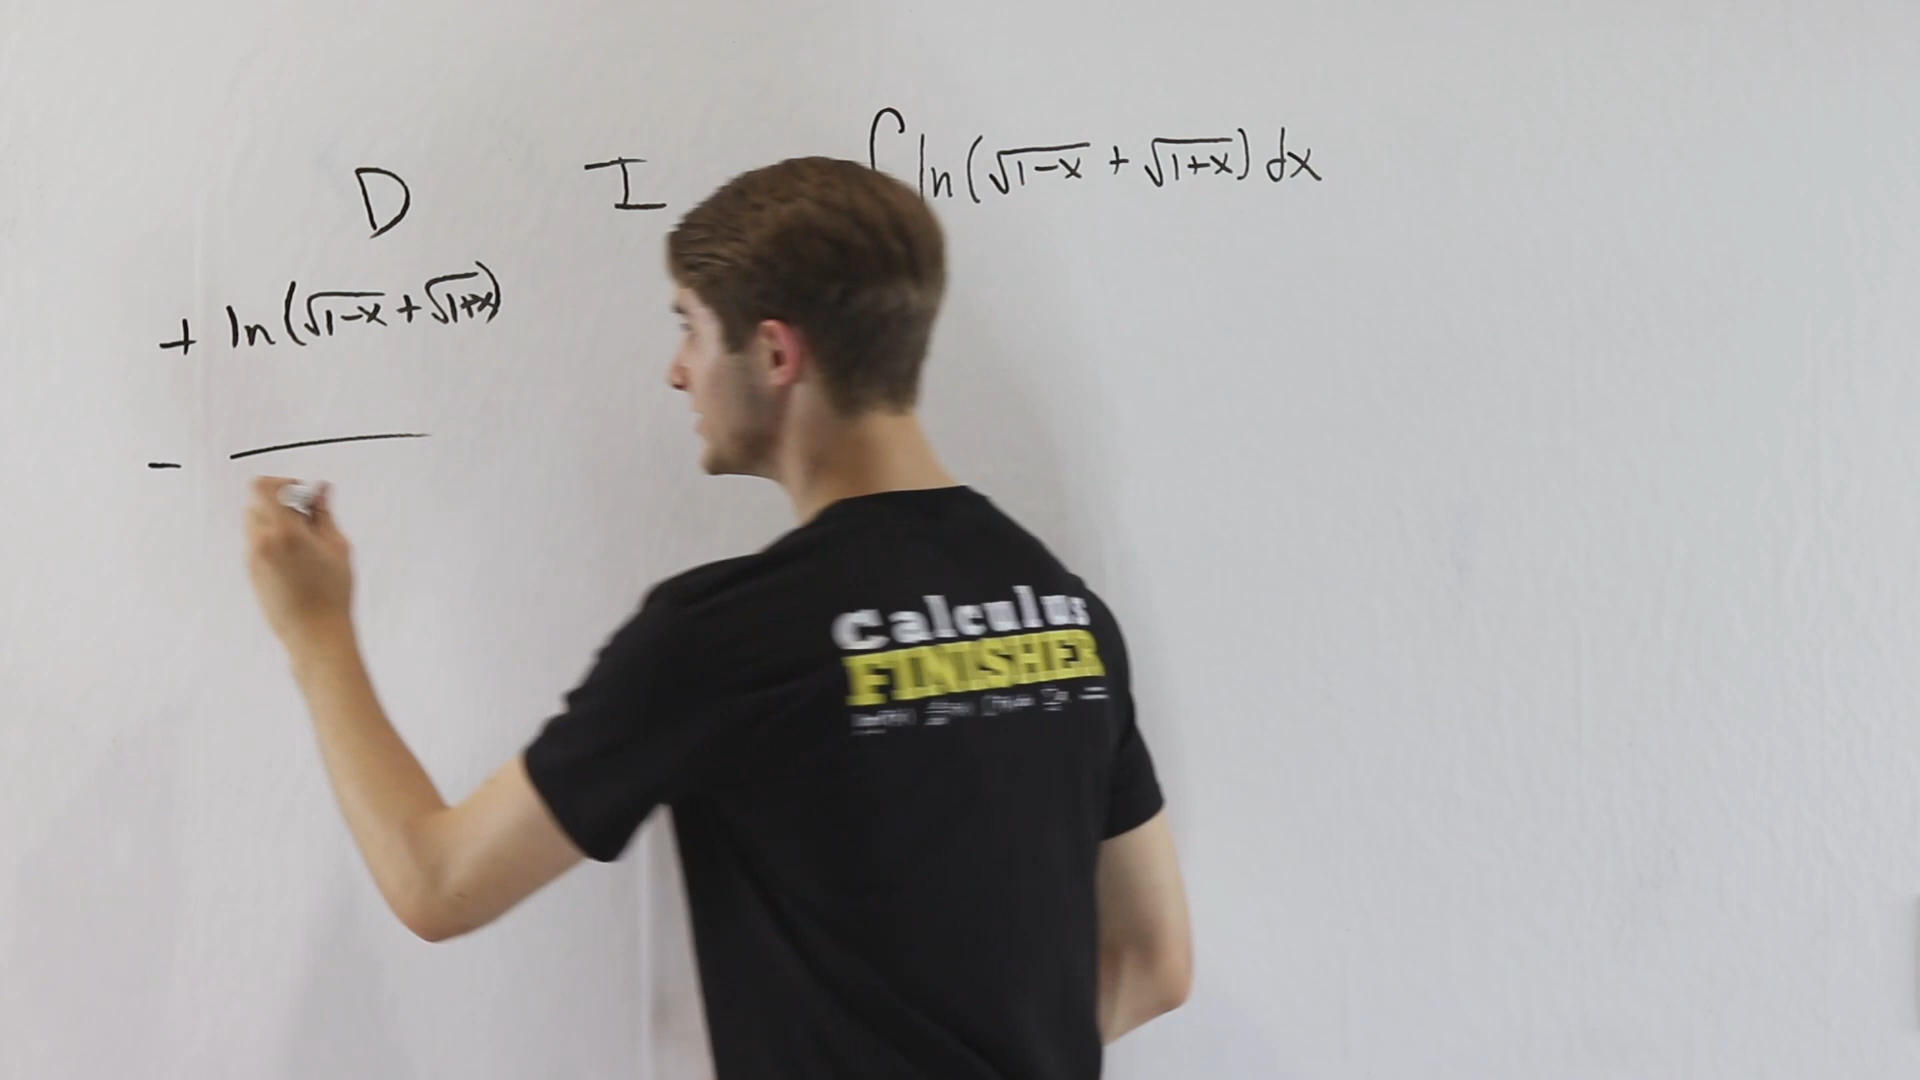 D I ∫ ln(√1-x + √1+x) dx
+ ln(√1-x + √1+x)
-
Calculus
FINISHER